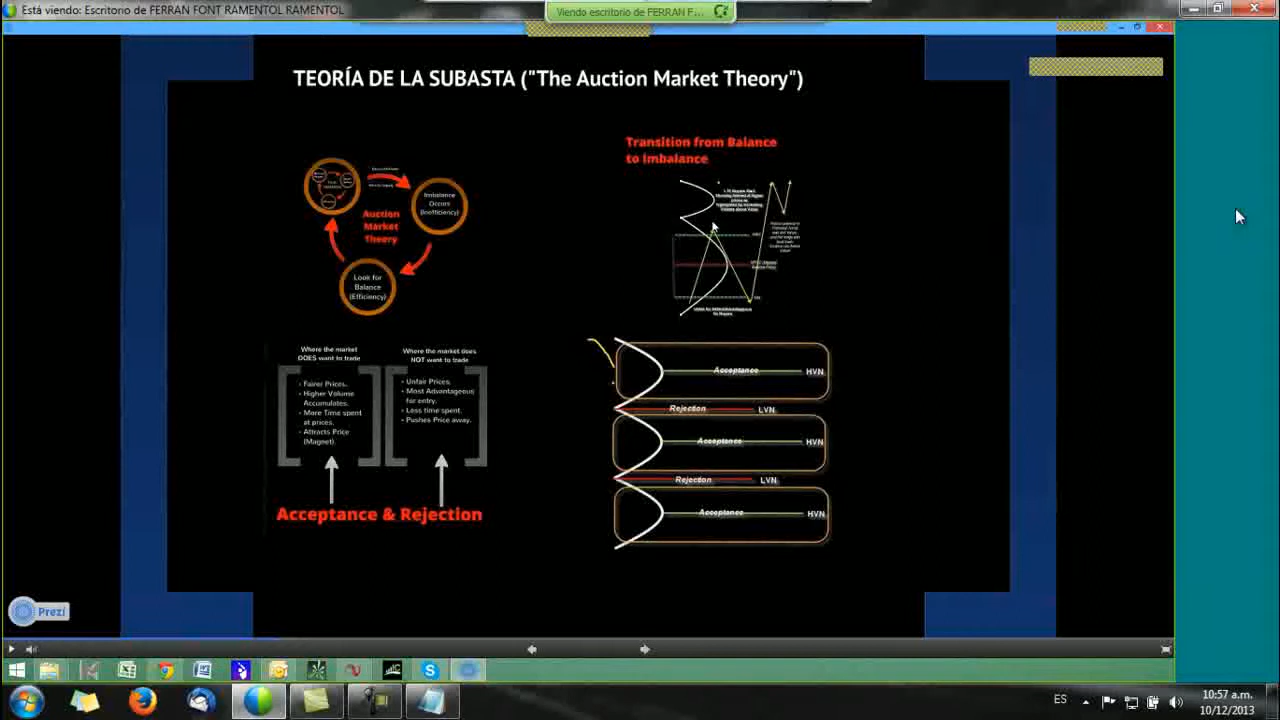 Está viendo: Escritorio de FERRAN FONT RAMENTOL RAMENTOL
Viendo escritorio de FERRAN F...
TEORÍA DE LA SUBASTA ("The Auction Market Theory")
Imbalance
Occurs
(Inefficiency)
Auction
Market
Theory
Look for
Balance
(Efficiency)
Transition from Balance
to Imbalance
Where the market
DOES want to trade
• Fairer Prices.
• Higher Volume
Accumulates.
• More Time spent
at prices.
• Attracts Price
(Magnet).
Where the market does
NOT want to trade
• Unfair Prices.
• Most Advantageous
for entry.
• Less time spent.
• Pushes Price away.
Acceptance & Rejection
Acceptance HVN
Rejection LVN
Acceptance HVN
Rejection LVN
Acceptance HVN
Prezi
ES
10:57 a.m.
10/12/2013